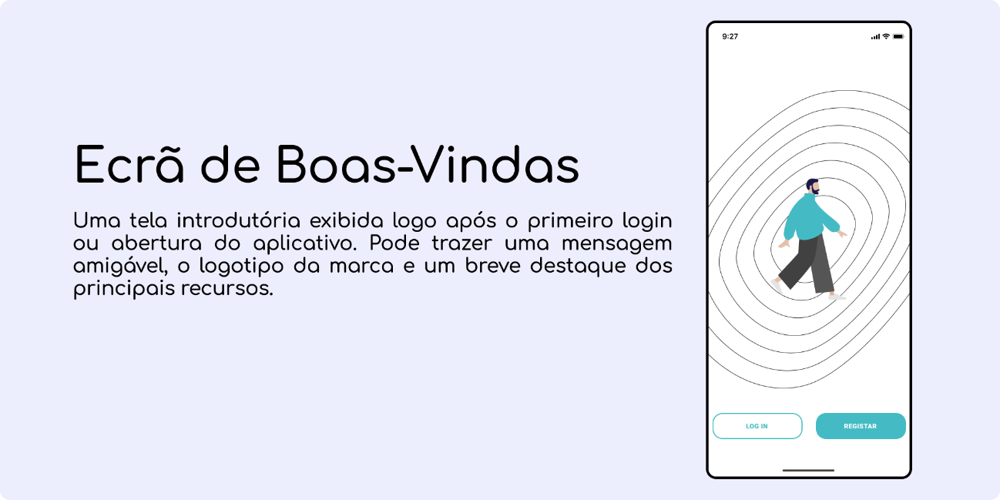 Ecrã de Boas-Vindas
Uma tela introdutória exibida logo após o primeiro login
ou abertura do aplicativo. Pode trazer uma mensagem
amigável, o logotipo da marca e um breve destaque dos
principais recursos.
9:27
LOG IN
REGISTAR